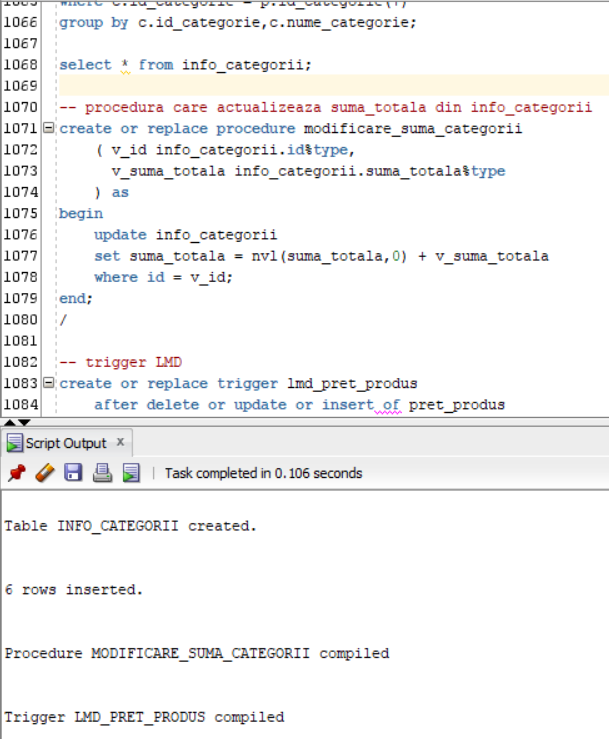 1065 where c.id_categorie = p.id_categorie(+)
1066 group by c.id_categorie,c.nume_categorie;
1067
1068 select * from info_categorii;
1069
1070 -- procedura care actualizeaza suma_totala din info_categorii
1071 create or replace procedure modificare_suma_categorii
1072 ( v_id info_categorii.id%type,
1073 v_suma_totala info_categorii.suma_totala%type
1074 ) as
1075 begin
1076 update info_categorii
1077 set suma_totala = nvl(suma_totala,0) + v_suma_totala
1078 where id = v_id;
1079 end;
1080 /
1081
1082 -- trigger LMD
1083 create or replace trigger lmd_pret_produs
1084 after delete or update or insert of pret_produs
Script Output x
Task completed in 0.106 seconds
Table INFO_CATEGORII created.
6 rows inserted.
Procedure MODIFICARE_SUMA_CATEGORII compiled
Trigger LMD_PRET_PRODUS compiled